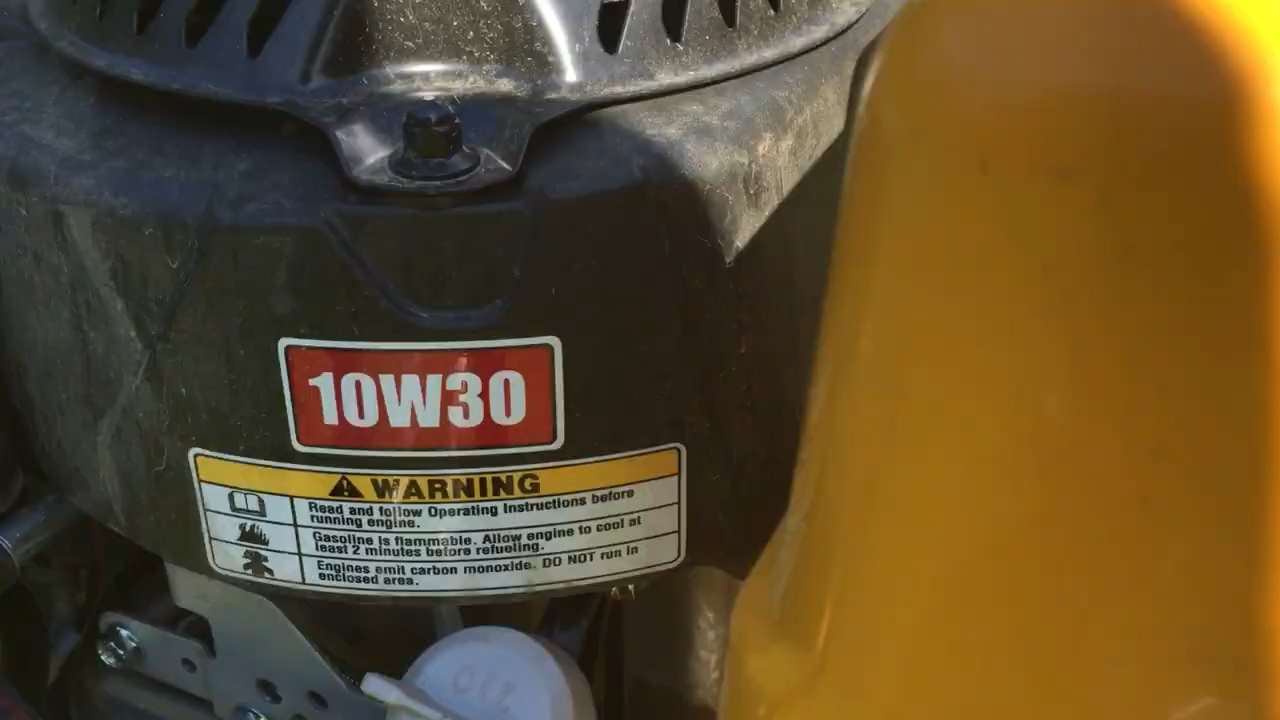 10W30
WARNING
Read and follow Operating Instructions before
running engine.
Gasoline is flammable. Allow engine to cool at
least 2 minutes before refueling.
Engines emit carbon monoxide. DO NOT run in
enclosed area.
OIL